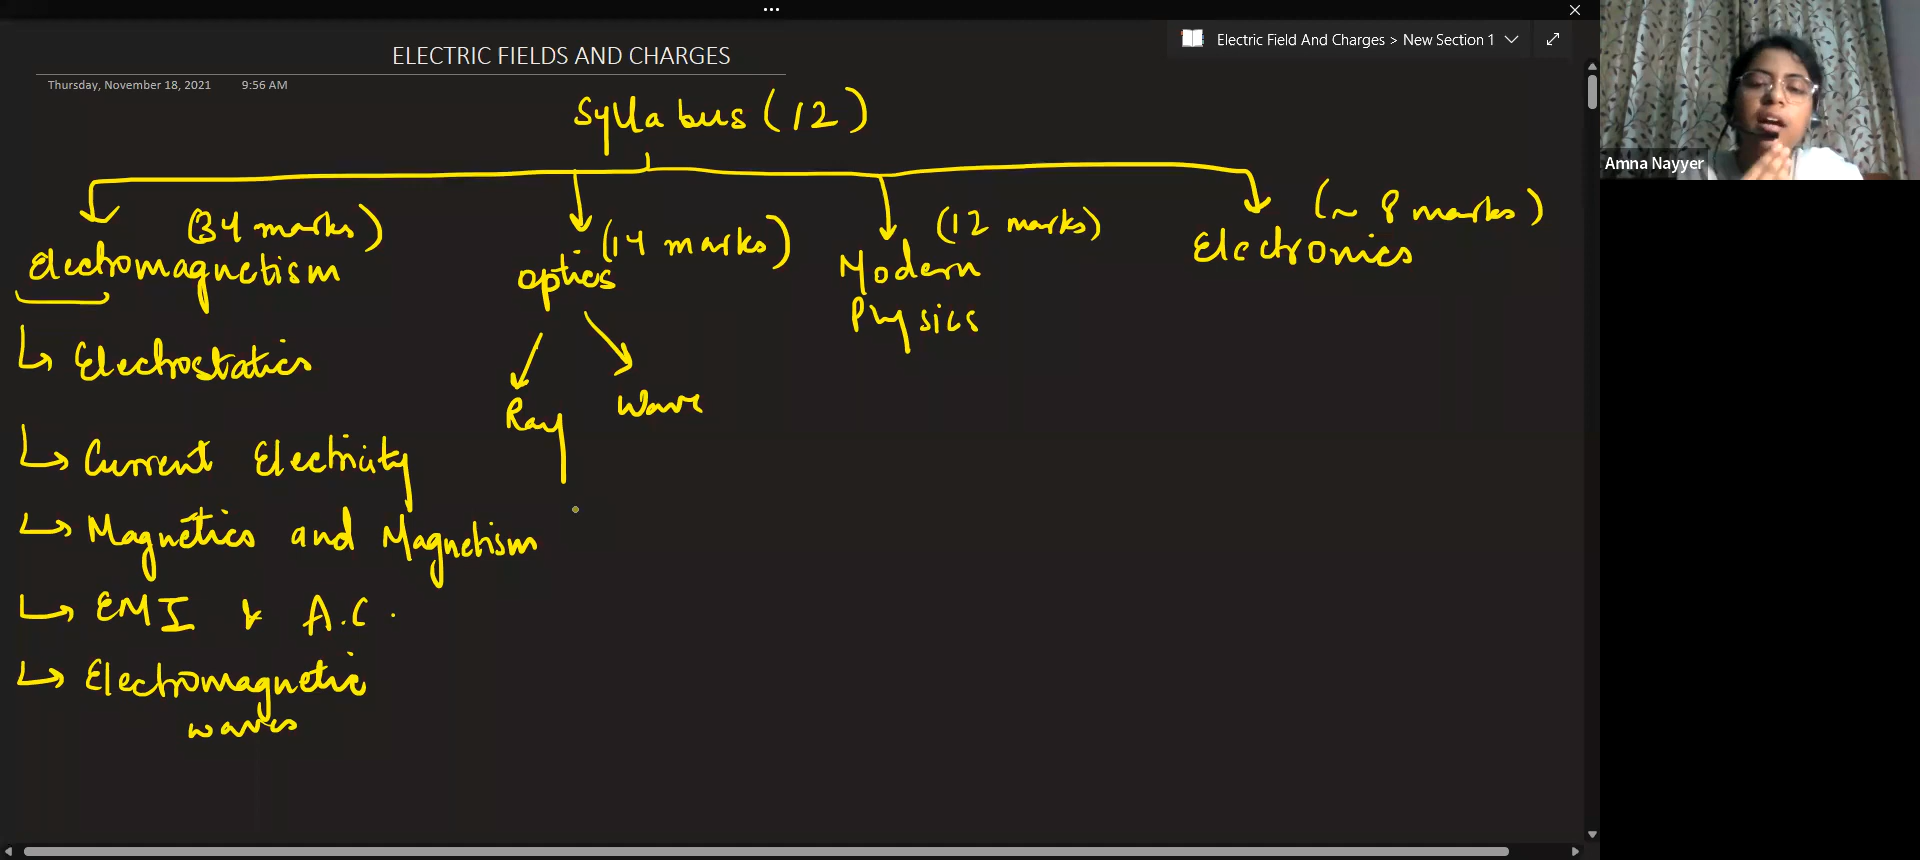 ELECTRIC FIELDS AND CHARGES
Electric Field And Charges > New Section 1
Thursday, November 18, 2021 9:56 AM
Amna Nayyer
Syllabus (12)
(34 marks)
Electromagnetism
(14 marks)
Optics
(12 marks)
Modern
Physics
(~ 8 marks)
Electronics
Ray
Wave
Electrostatics
Current Electricity
Magnetics and Magnetism
EMI & A.C.
Electromagnetic
waves